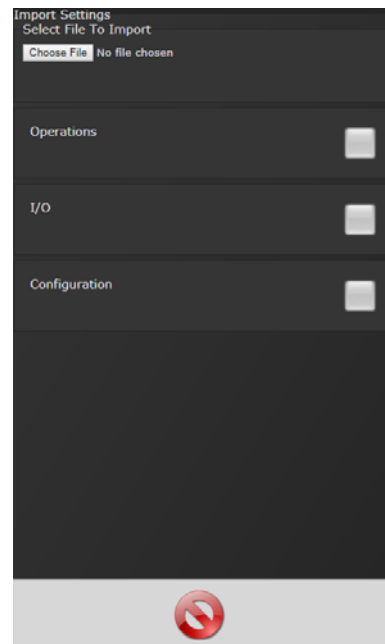 Import Settings
Select File To Import
Choose File No file chosen
Operations
I/O
Configuration